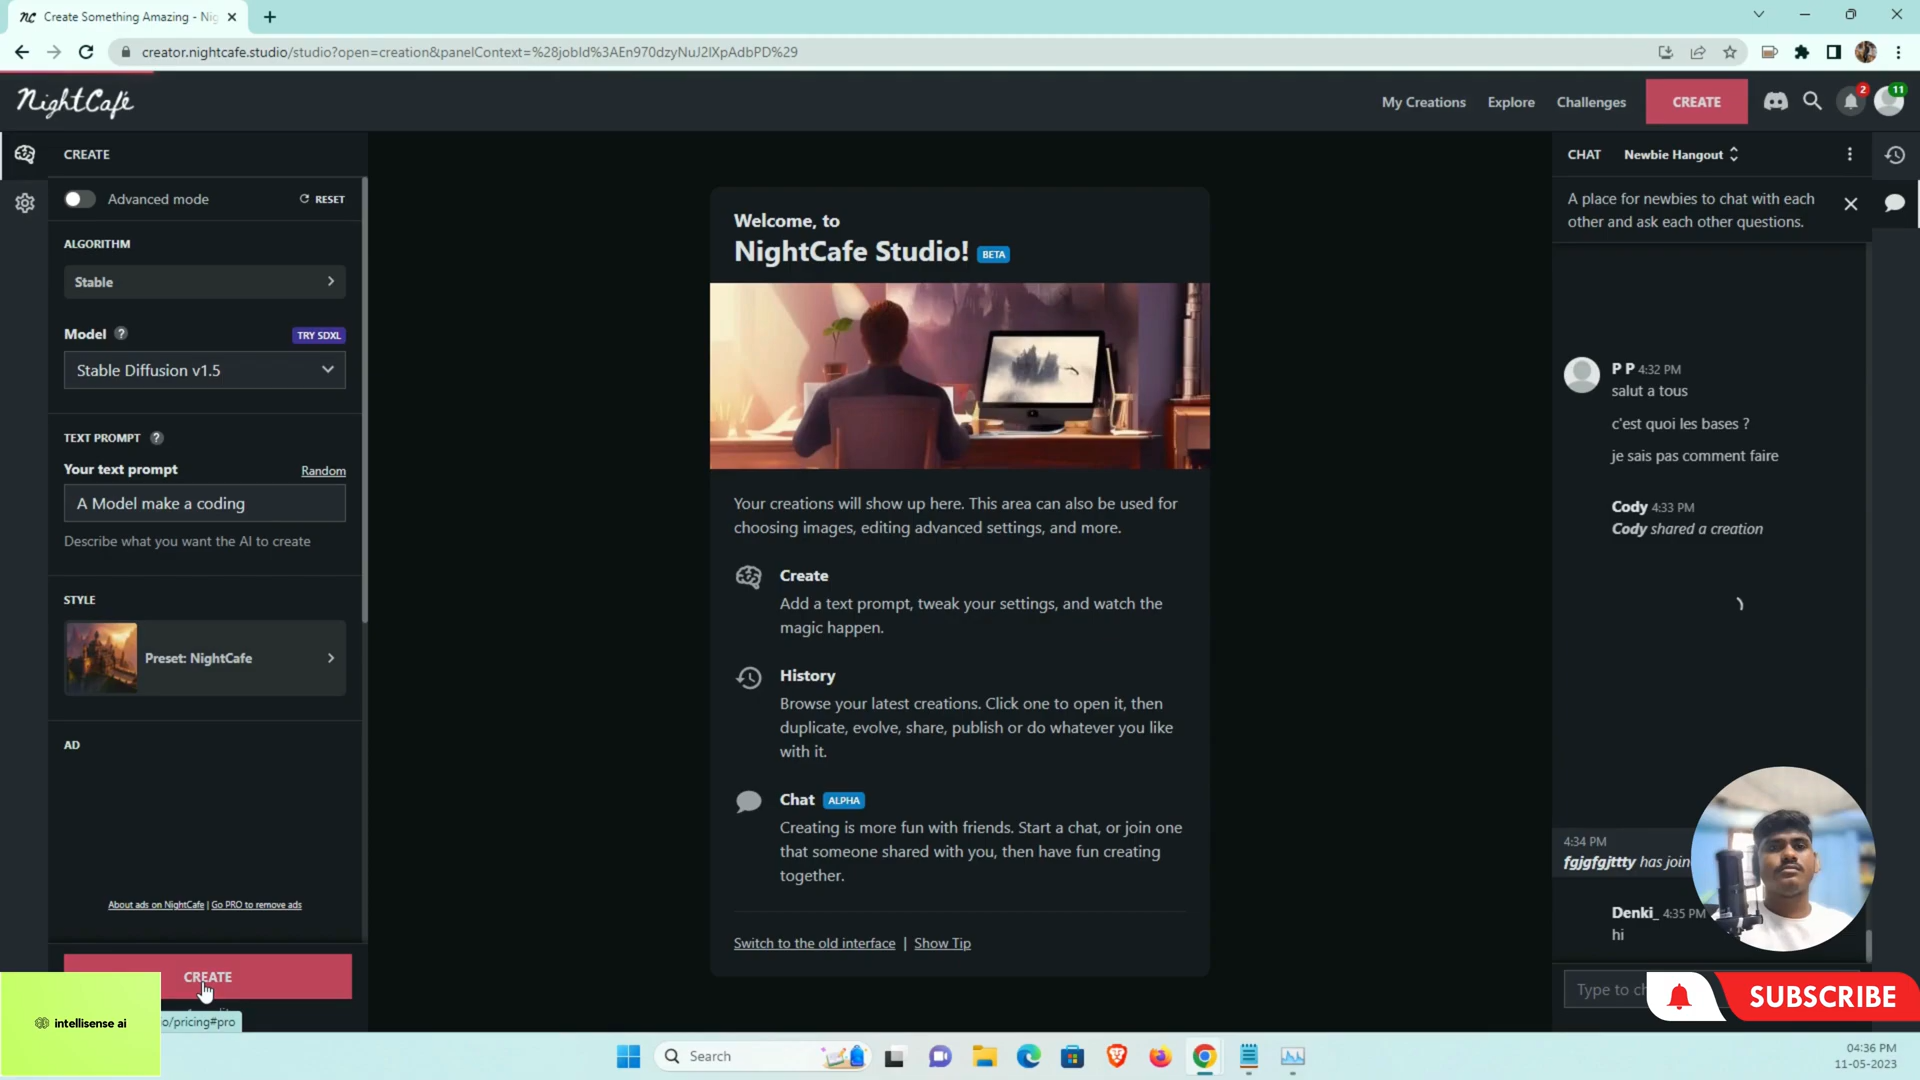 Create Something Amazing - Nig
creator.nightcafe.studio/studio?open=creation&panelContext=%28jobId%3AEn970dzyNuJ2lXpAdbPD%29
NightCafé
My Creations
Explore
Challenges
CREATE
2
11
CREATE
Advanced mode
RESET
ALGORITHM
Stable
Model
TRY SDXL
Stable Diffusion v1.5
TEXT PROMPT
Your text prompt
Random
A Model make a coding
Describe what you want the AI to create
STYLE
Preset: NightCafe
AD
About ads on NightCafe | Go PRO to remove ads
CREATE
o/pricing#pro
intellisense ai
Welcome, to
NightCafe Studio! BETA
Your creations will show up here. This area can also be used for
choosing images, editing advanced settings, and more.
Create
Add a text prompt, tweak your settings, and watch the
magic happen.
History
Browse your latest creations. Click one to open it, then
duplicate, evolve, share, publish or do whatever you like
with it.
Chat ALPHA
Creating is more fun with friends. Start a chat, or join one
that someone shared with you, then have fun creating
together.
Switch to the old interface | Show Tip
CHAT
Newbie Hangout
A place for newbies to chat with each
other and ask each other questions.
P P 4:32 PM
salut a tous
c'est quoi les bases ?
je sais pas comment faire
Cody 4:33 PM
Cody shared a creation
4:34 PM
fgjgfgjttty has join
Denki_ 4:35 PM
hi
Type to ch
SUBSCRIBE
Search
04:36 PM
11-05-2023